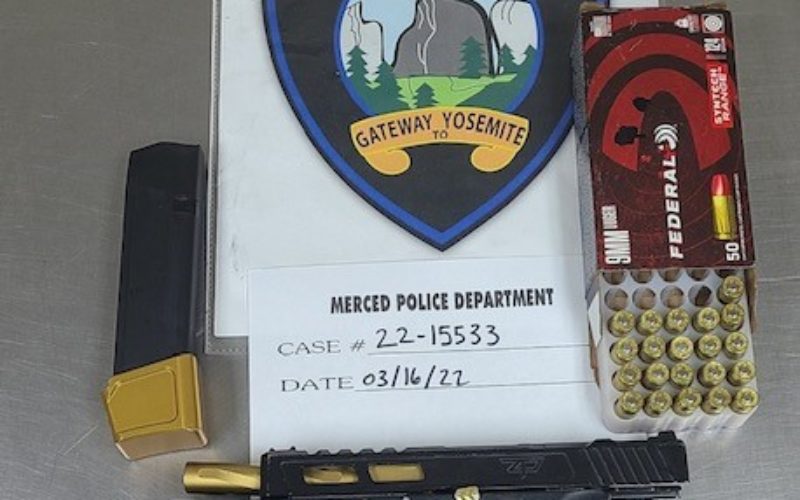 GATEWAY YOSEMITE
TO
MERCED POLICE DEPARTMENT
CASE # 22-15533
DATE 03/16/22
124
SYNTECH
RANGE
FEDERAL
9MM LUGER
50